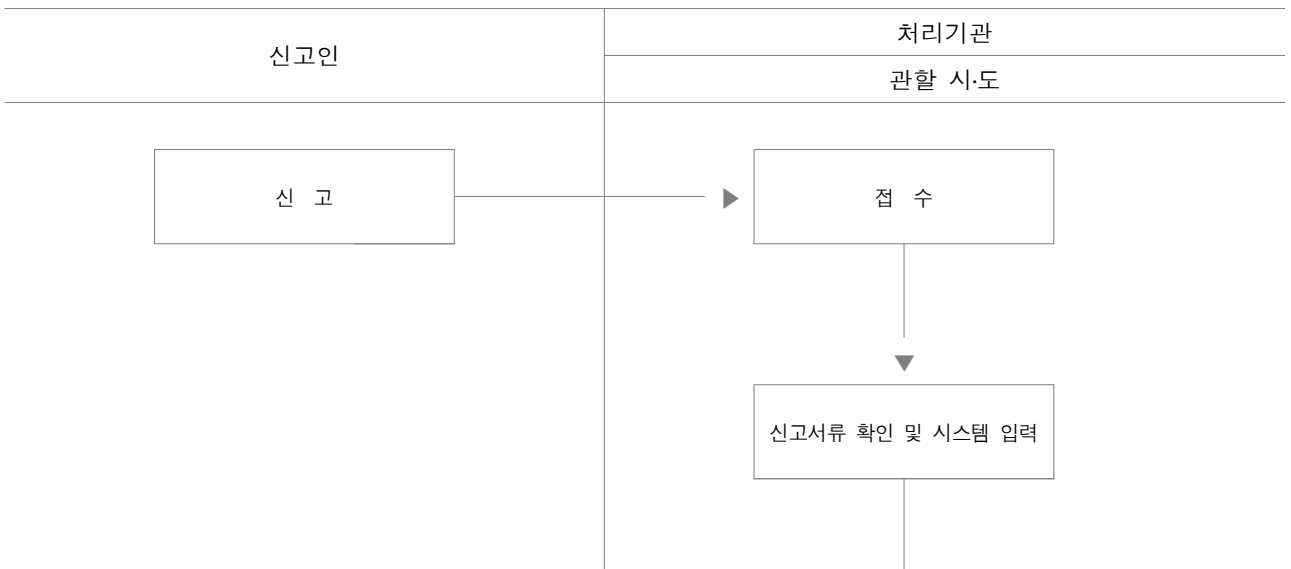 신고인
처리기관
관할 시·도
신 고
접 수
신고서류 확인 및 시스템 입력